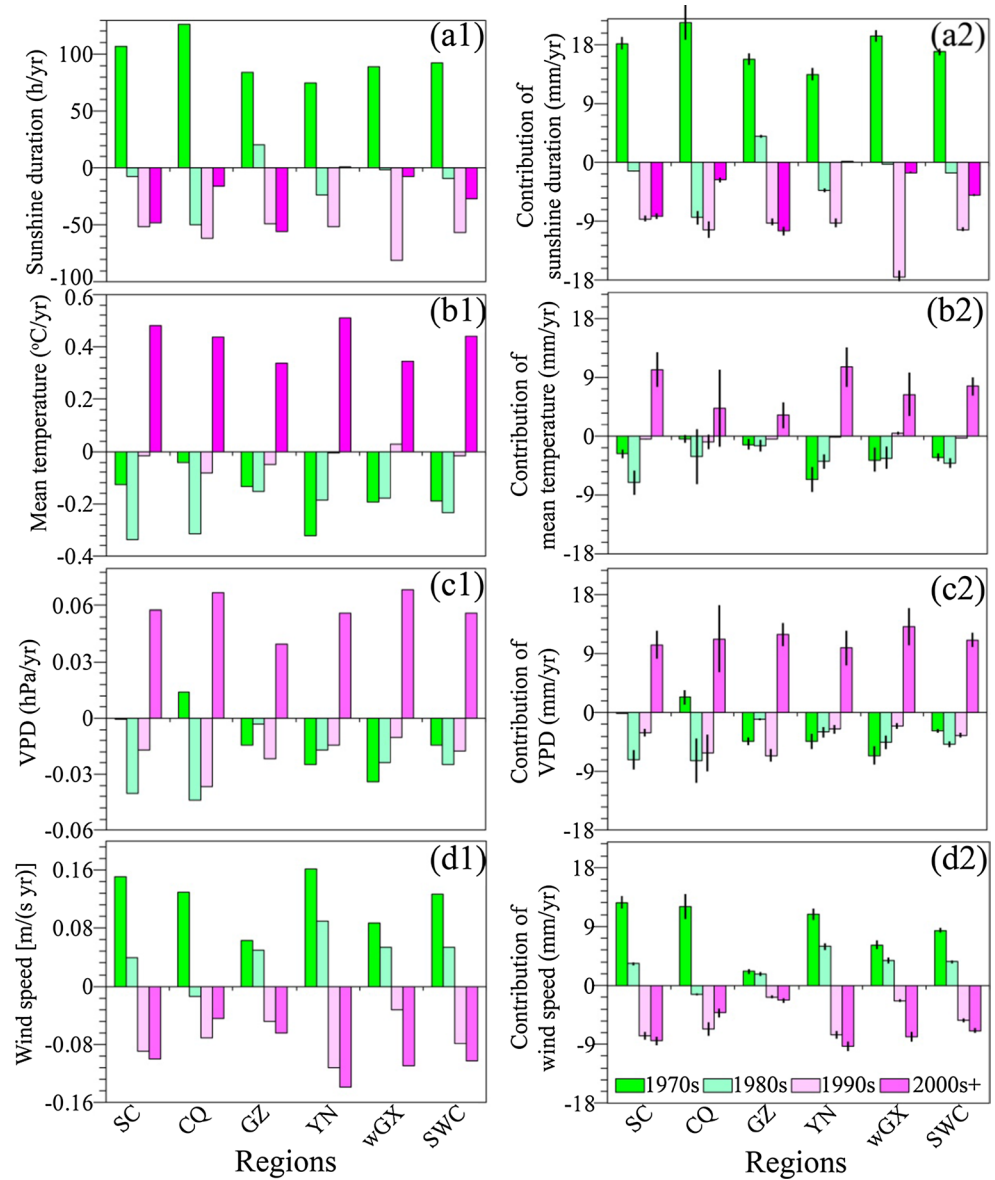 (a1)
Sunshine duration (h/yr)
100
50
0
-50
-100
(a2)
Contribution of
sunshine duration (mm/yr)
18
9
0
-9
-18
(b1)
Mean temperature (°C/yr)
0.6
0.4
0.2
0
-0.2
-0.4
(b2)
Contribution of
mean temperature (mm/yr)
18
9
0
-9
-18
(c1)
VPD (hPa/yr)
0.06
0.03
0
-0.03
-0.06
(c2)
Contribution of
VPD (mm/yr)
18
9
0
-9
-18
(d1)
Wind speed [m/(s yr)]
0.16
0.08
0
-0.08
-0.16
SC CQ GZ YN wGX SWC
Regions
(d2)
Contribution of
wind speed (mm/yr)
18
9
0
-9
-18
1970s 1980s 1990s 2000s+
SC CQ GZ YN wGX SWC
Regions